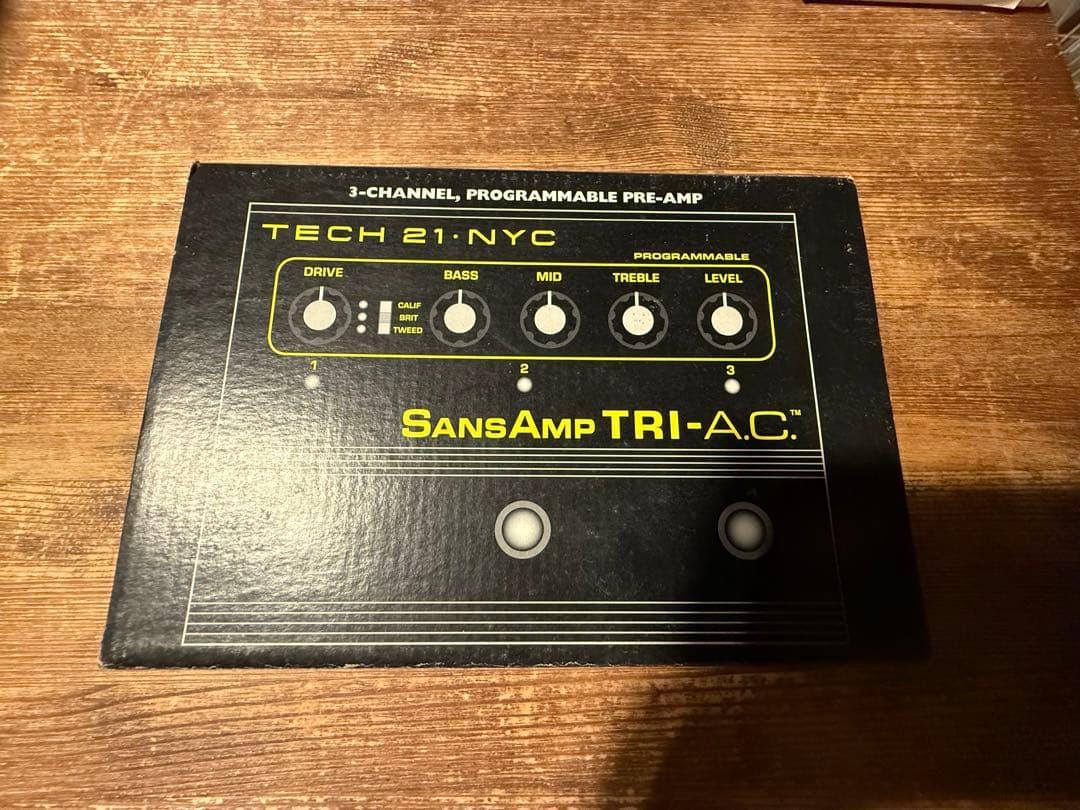 3-CHANNEL, PROGRAMMABLE PRE-AMP
TECH 21·NYC
PROGRAMMABLE
DRIVE BASS MID TREBLE LEVEL
CALIF
BRIT
TWEED
1 2 3
SANSAMP TRI-A.C.™